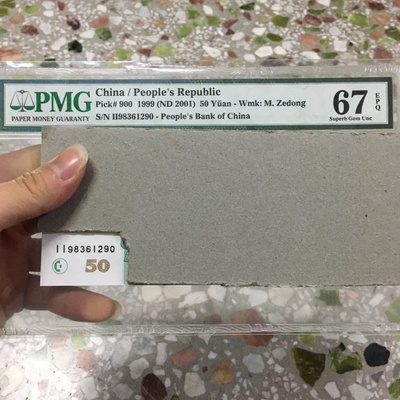 PMG
PAPER MONEY GUARANTY
China / People's Republic
Pick# 900 1999 (ND 2001) 50 Yüan - Wmk: M. Zedong
S/N II98361290 - People's Bank of China
67 EPQ
Superb Gem Unc
II98361290
50